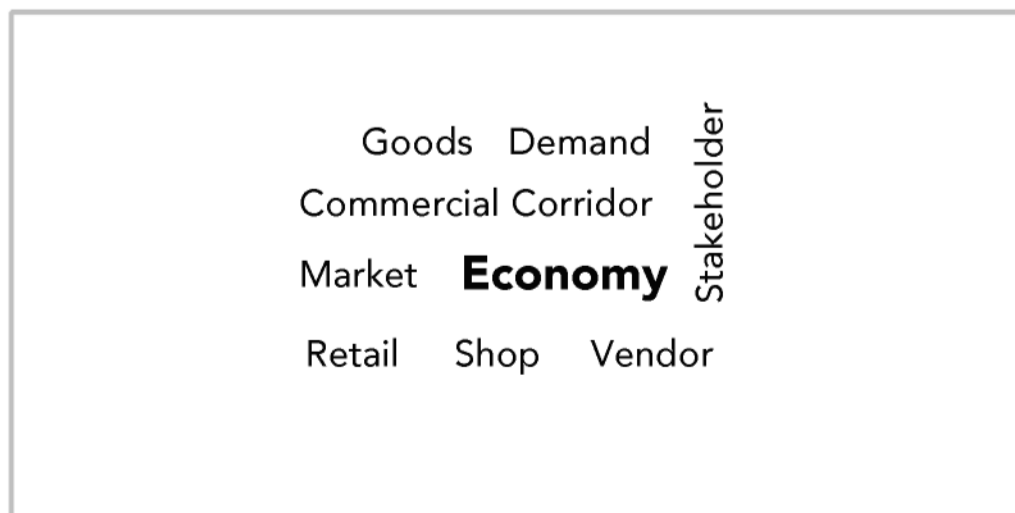 Goods Demand
Commercial Corridor
Stakeholder
Market Economy
Retail Shop Vendor